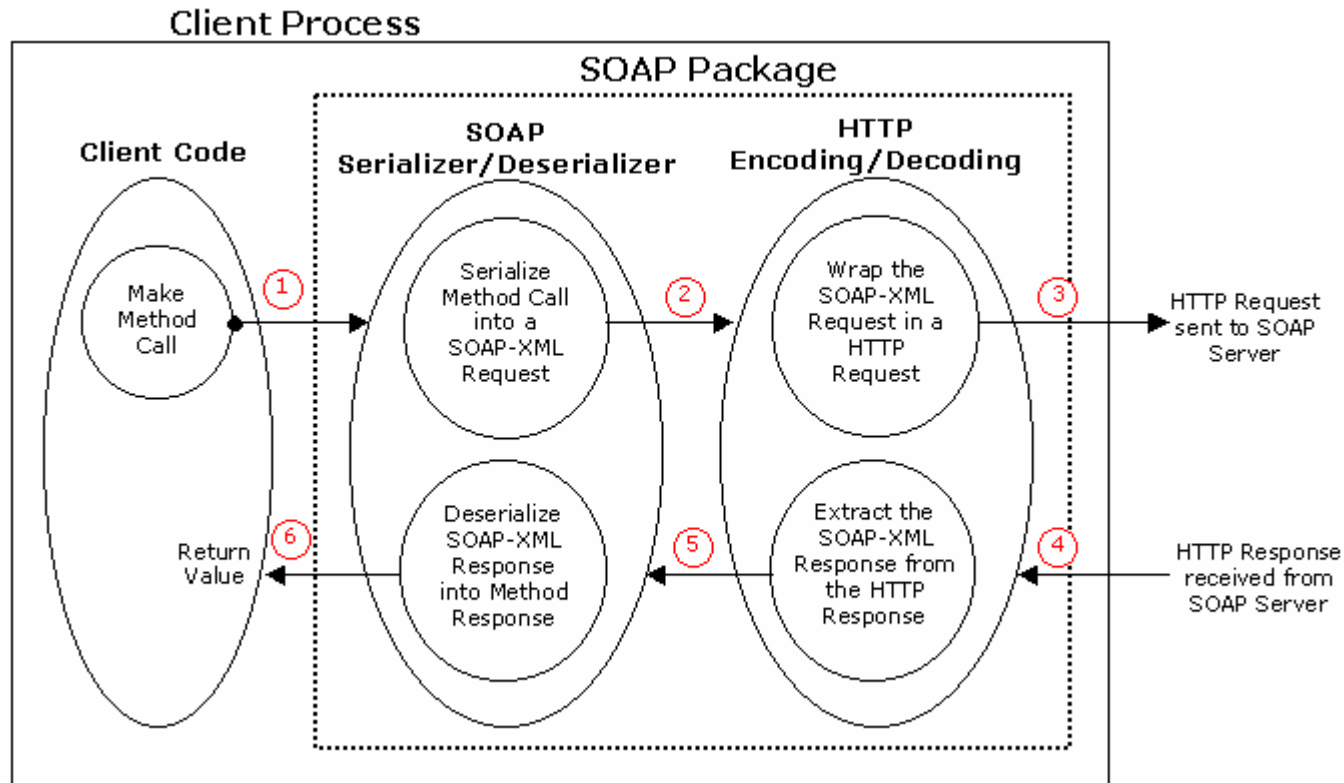 Client Process
SOAP Package
Client Code
SOAP
Serializer/Deserializer
HTTP
Encoding/Decoding
Make
Method
Call
1
Serialize
Method Call
into a
SOAP-XML
Request
2
Wrap the
SOAP-XML
Request in a
HTTP
Request
3
HTTP Request
sent to SOAP
Server
HTTP Response
received from
SOAP Server
4
Extract the
SOAP-XML
Response from
the HTTP
Response
5
Deserialize
SOAP-XML
Response
into Method
Response
6
Return
Value